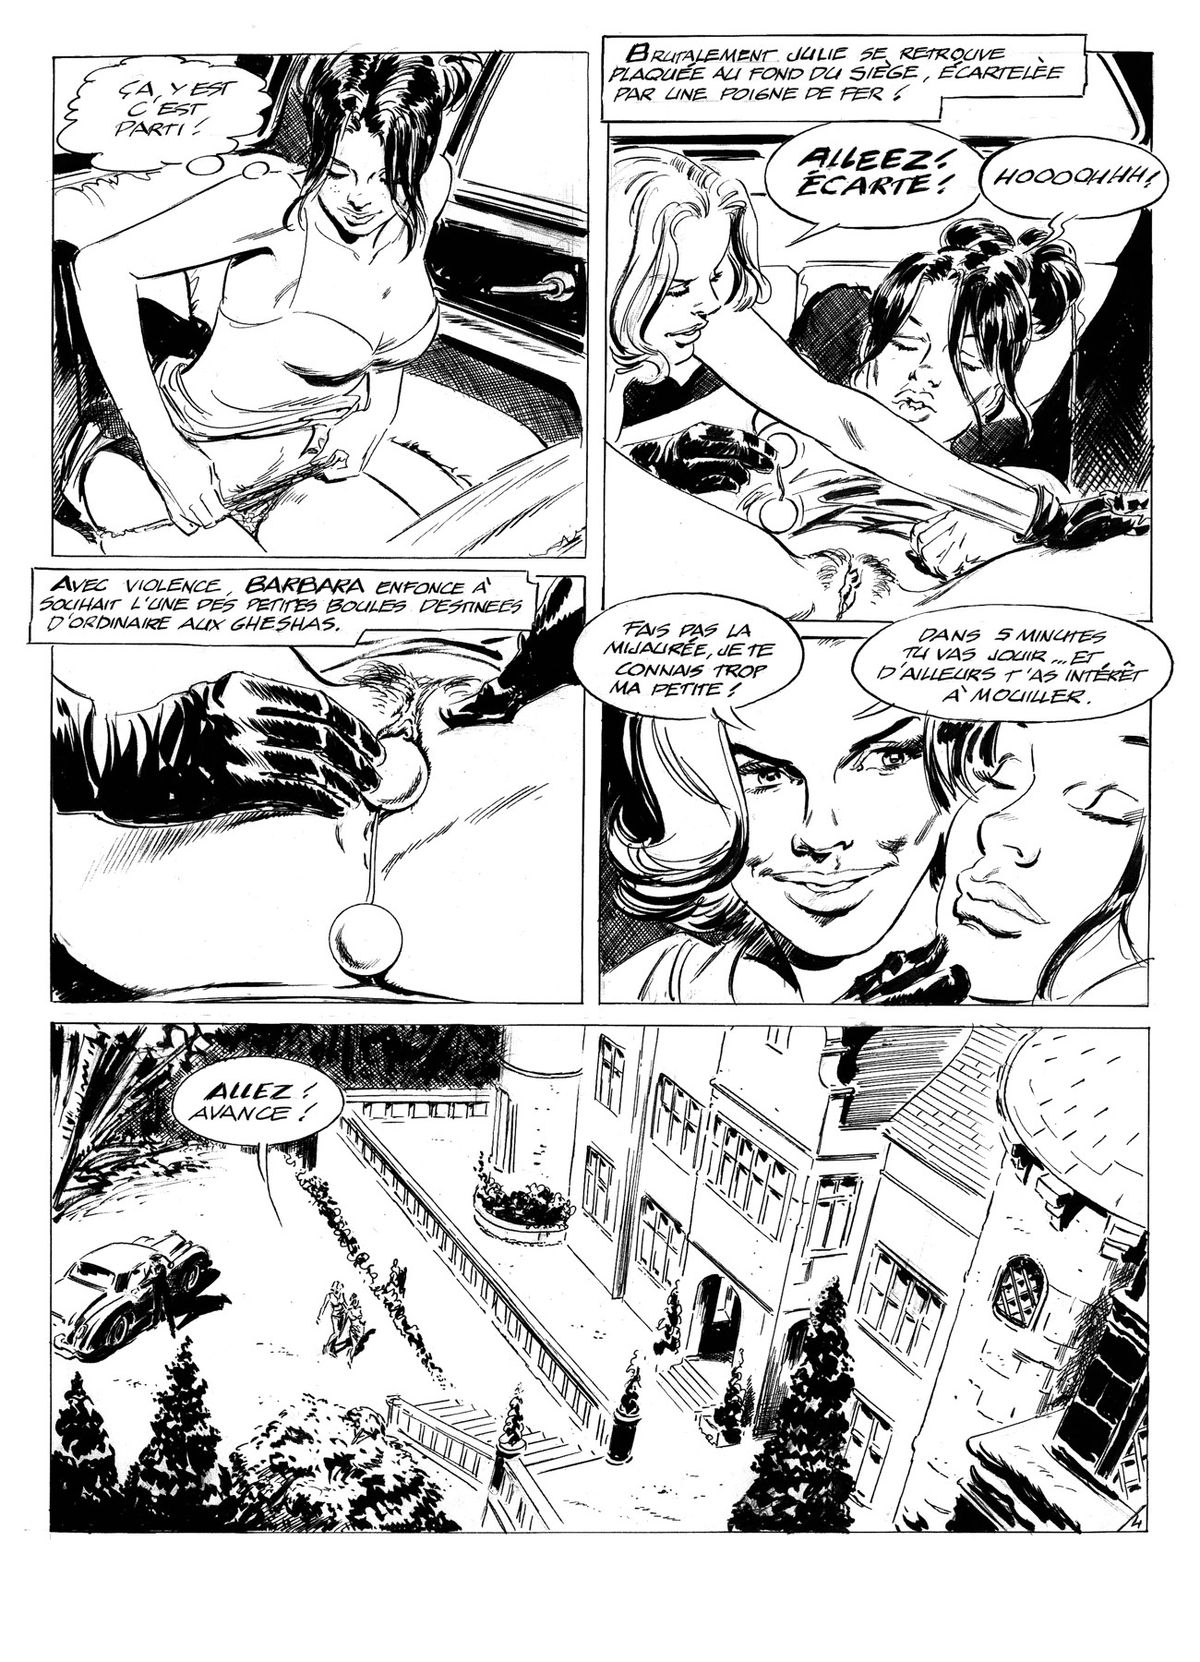 ÇA, Y EST
C'EST
PARTI!
BRUTALEMENT JULIE SE RETROUVE
PLAQUÉE AU FOND DU SIÈGE, ÉCARTELÈE
PAR UNE POIGNE DE FER!
ALLEEZ!
ÉCARTE!
HOOOOHHH!
AVEC VIOLENCE, BARBARA ENFONCE À
SOUHAIT L'UNE DES PETITES BOULES DESTINÉES
D'ORDINAIRE AUX GHESHAS.
FAIS PAS LA
MIJAURÉE, JE TE
CONNAIS TROP
MA PETITE!
DANS 5 MINUTES
TU VAS JOUIR... ET
D'AILLEURS T'AS INTÉRÊT
À MOUILLER.
ALLEZ!
AVANCE!
4